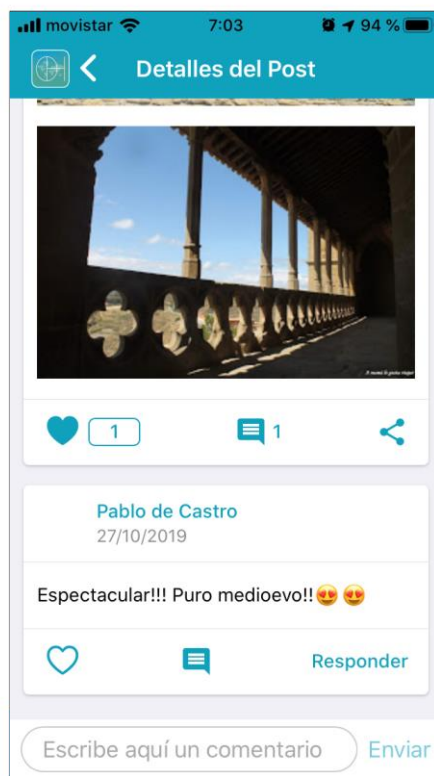 movistar 7:03 94 %
Detalles del Post
1 1
Pablo de Castro
27/10/2019
Espectacular!!! Puro medioevo!!😍 😍
Responder
Escribe aquí un comentario Enviar